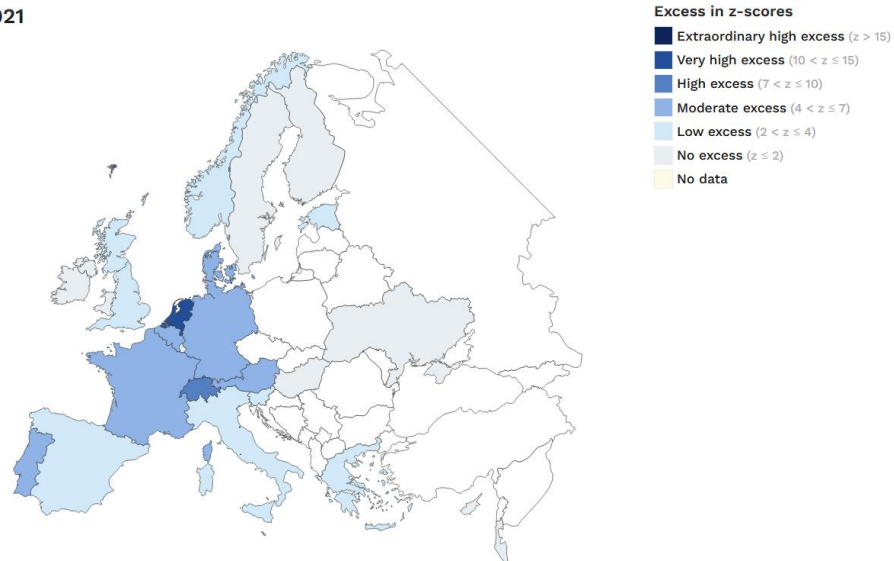 021
Excess in z-scores
Extraordinary high excess (z > 15)
Very high excess (10 < z ≤ 15)
High excess (7 < z ≤ 10)
Moderate excess (4 < z ≤ 7)
Low excess (2 < z ≤ 4)
No excess (z ≤ 2)
No data